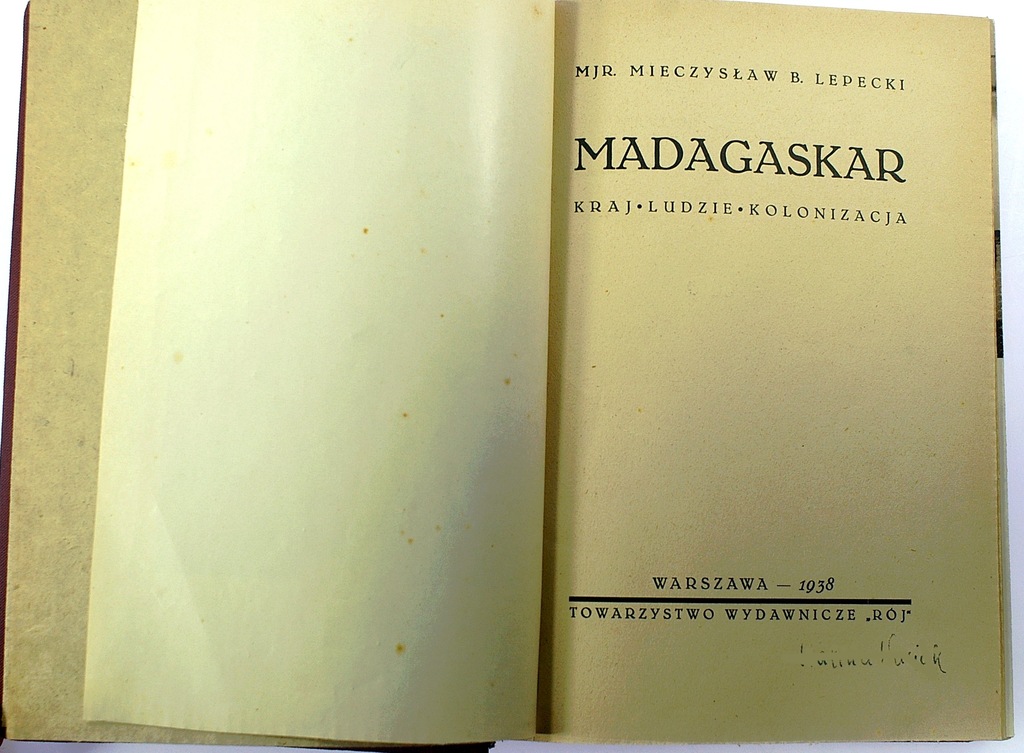 MJR. MIECZYSŁAW B. LEPECKI
MADAGASKAR
KRAJ•LUDZIE•KOLONIZACJA
WARSZAWA — 1938
TOWARZYSTWO WYDAWNICZE „RÓJ"